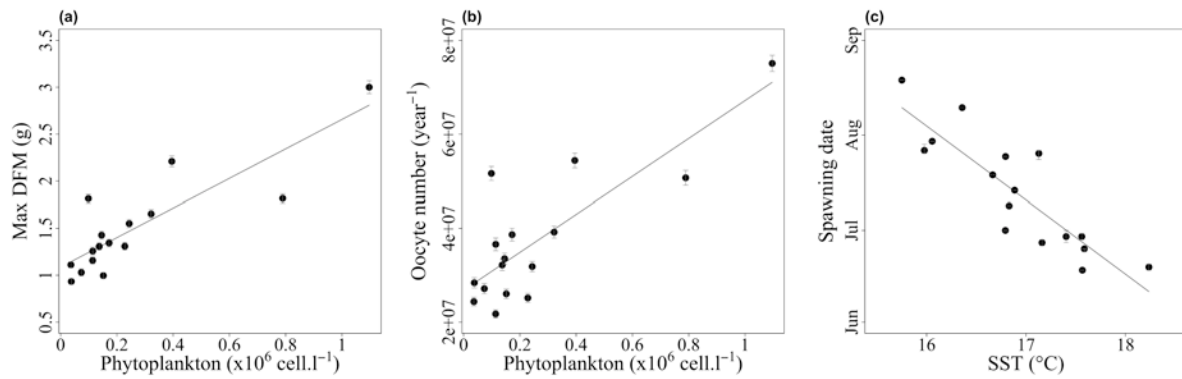 (a)
3.5
3
2.5
2
1.5
1
0.5
Max DFM (g)
0
0.2
0.4
0.6
0.8
1
Phytoplankton (x10⁶ cell.l⁻¹)
(b)
8e+07
6e+07
4e+07
2e+07
Oocyte number (year⁻¹)
0
0.2
0.4
0.6
0.8
1
Phytoplankton (x10⁶ cell.l⁻¹)
(c)
Sep
Aug
Jul
Jun
Spawning date
16
17
18
SST (°C)